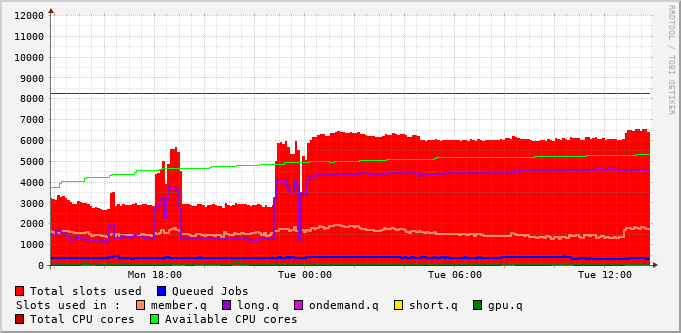 12000
11000
10000
9000
8000
7000
6000
5000
4000
3000
2000
1000
0
Mon 18:00 Tue 00:00 Tue 06:00 Tue 12:00
Total slots used Queued Jobs
Slots used in : member.q long.q ondemand.q short.q gpu.q
Total CPU cores Available CPU cores
RRDTOOL / TOBI OETIKER